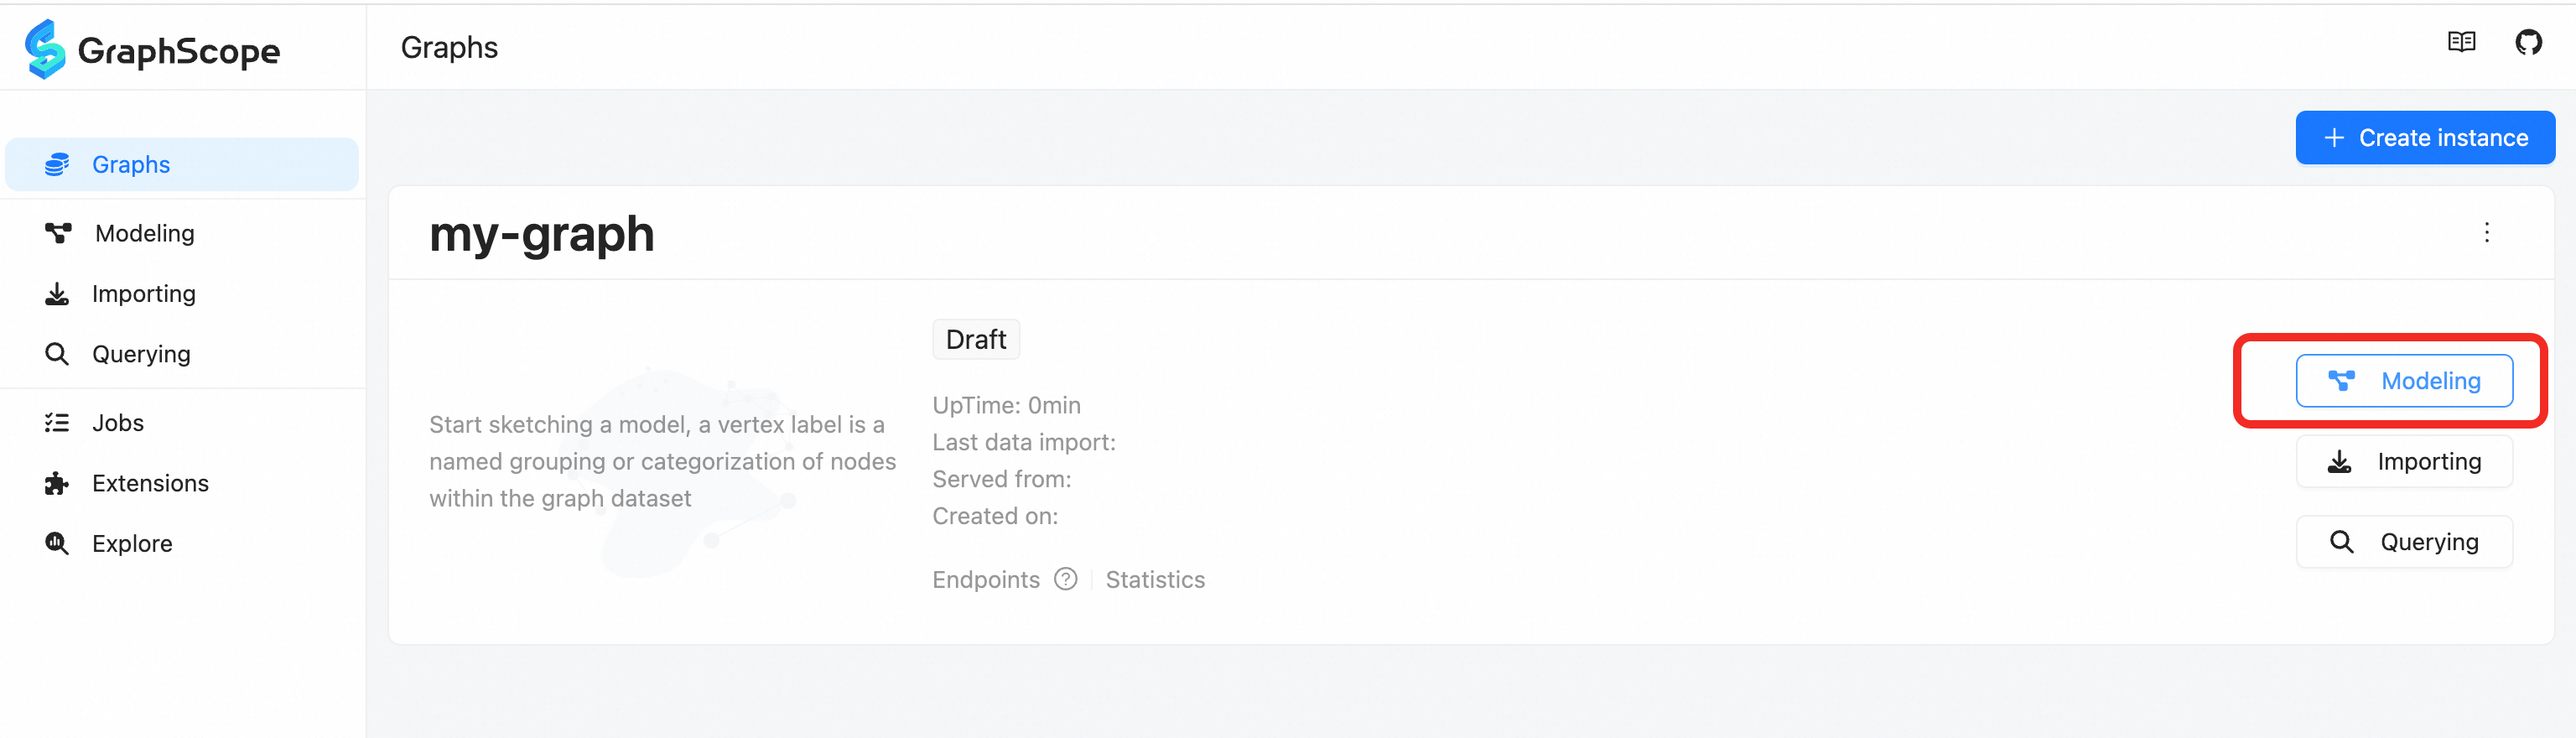 GraphScope
Graphs
Graphs
Modeling
Importing
Querying
Jobs
Extensions
Explore
Create instance
my-graph
Start sketching a model, a vertex label is a
named grouping or categorization of nodes
within the graph dataset
Draft
UpTime: 0min
Last data import:
Served from:
Created on:
Endpoints Statistics
Modeling
Importing
Querying